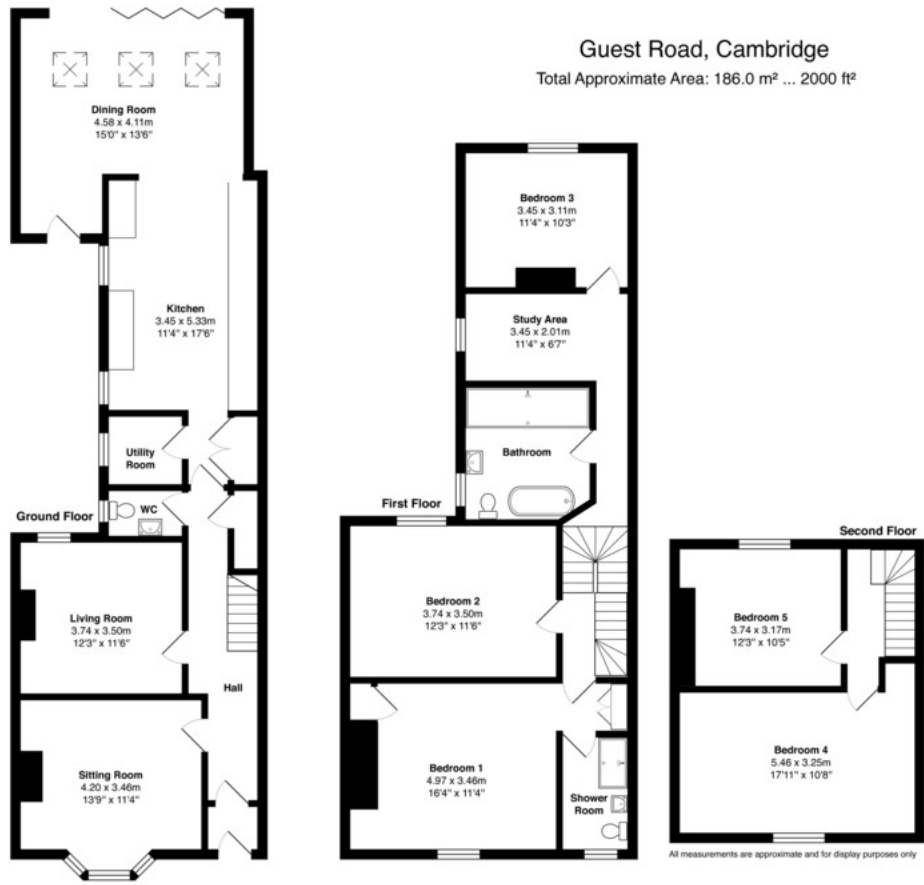 Guest Road, Cambridge
Total Approximate Area: 186.0 m² ... 2000 ft²
Dining Room
4.58 x 4.11m
15'0" x 13'6"
Kitchen
3.45 x 5.33m
11'4" x 17'6"
Utility
Room
WC
Ground Floor
Living Room
3.74 x 3.50m
12'3" x 11'6"
Hall
Sitting Room
4.20 x 3.46m
13'9" x 11'4"
Bedroom 3
3.45 x 3.11m
11'4" x 10'3"
Study Area
3.45 x 2.01m
11'4" x 6'7"
Bathroom
First Floor
Bedroom 2
3.74 x 3.50m
12'3" x 11'6"
Bedroom 1
4.97 x 3.46m
16'4" x 11'4"
Shower
Room
Second Floor
Bedroom 5
3.74 x 3.17m
12'3" x 10'5"
Bedroom 4
5.46 x 3.25m
17'11" x 10'8"
All measurements are approximate and for display purposes only